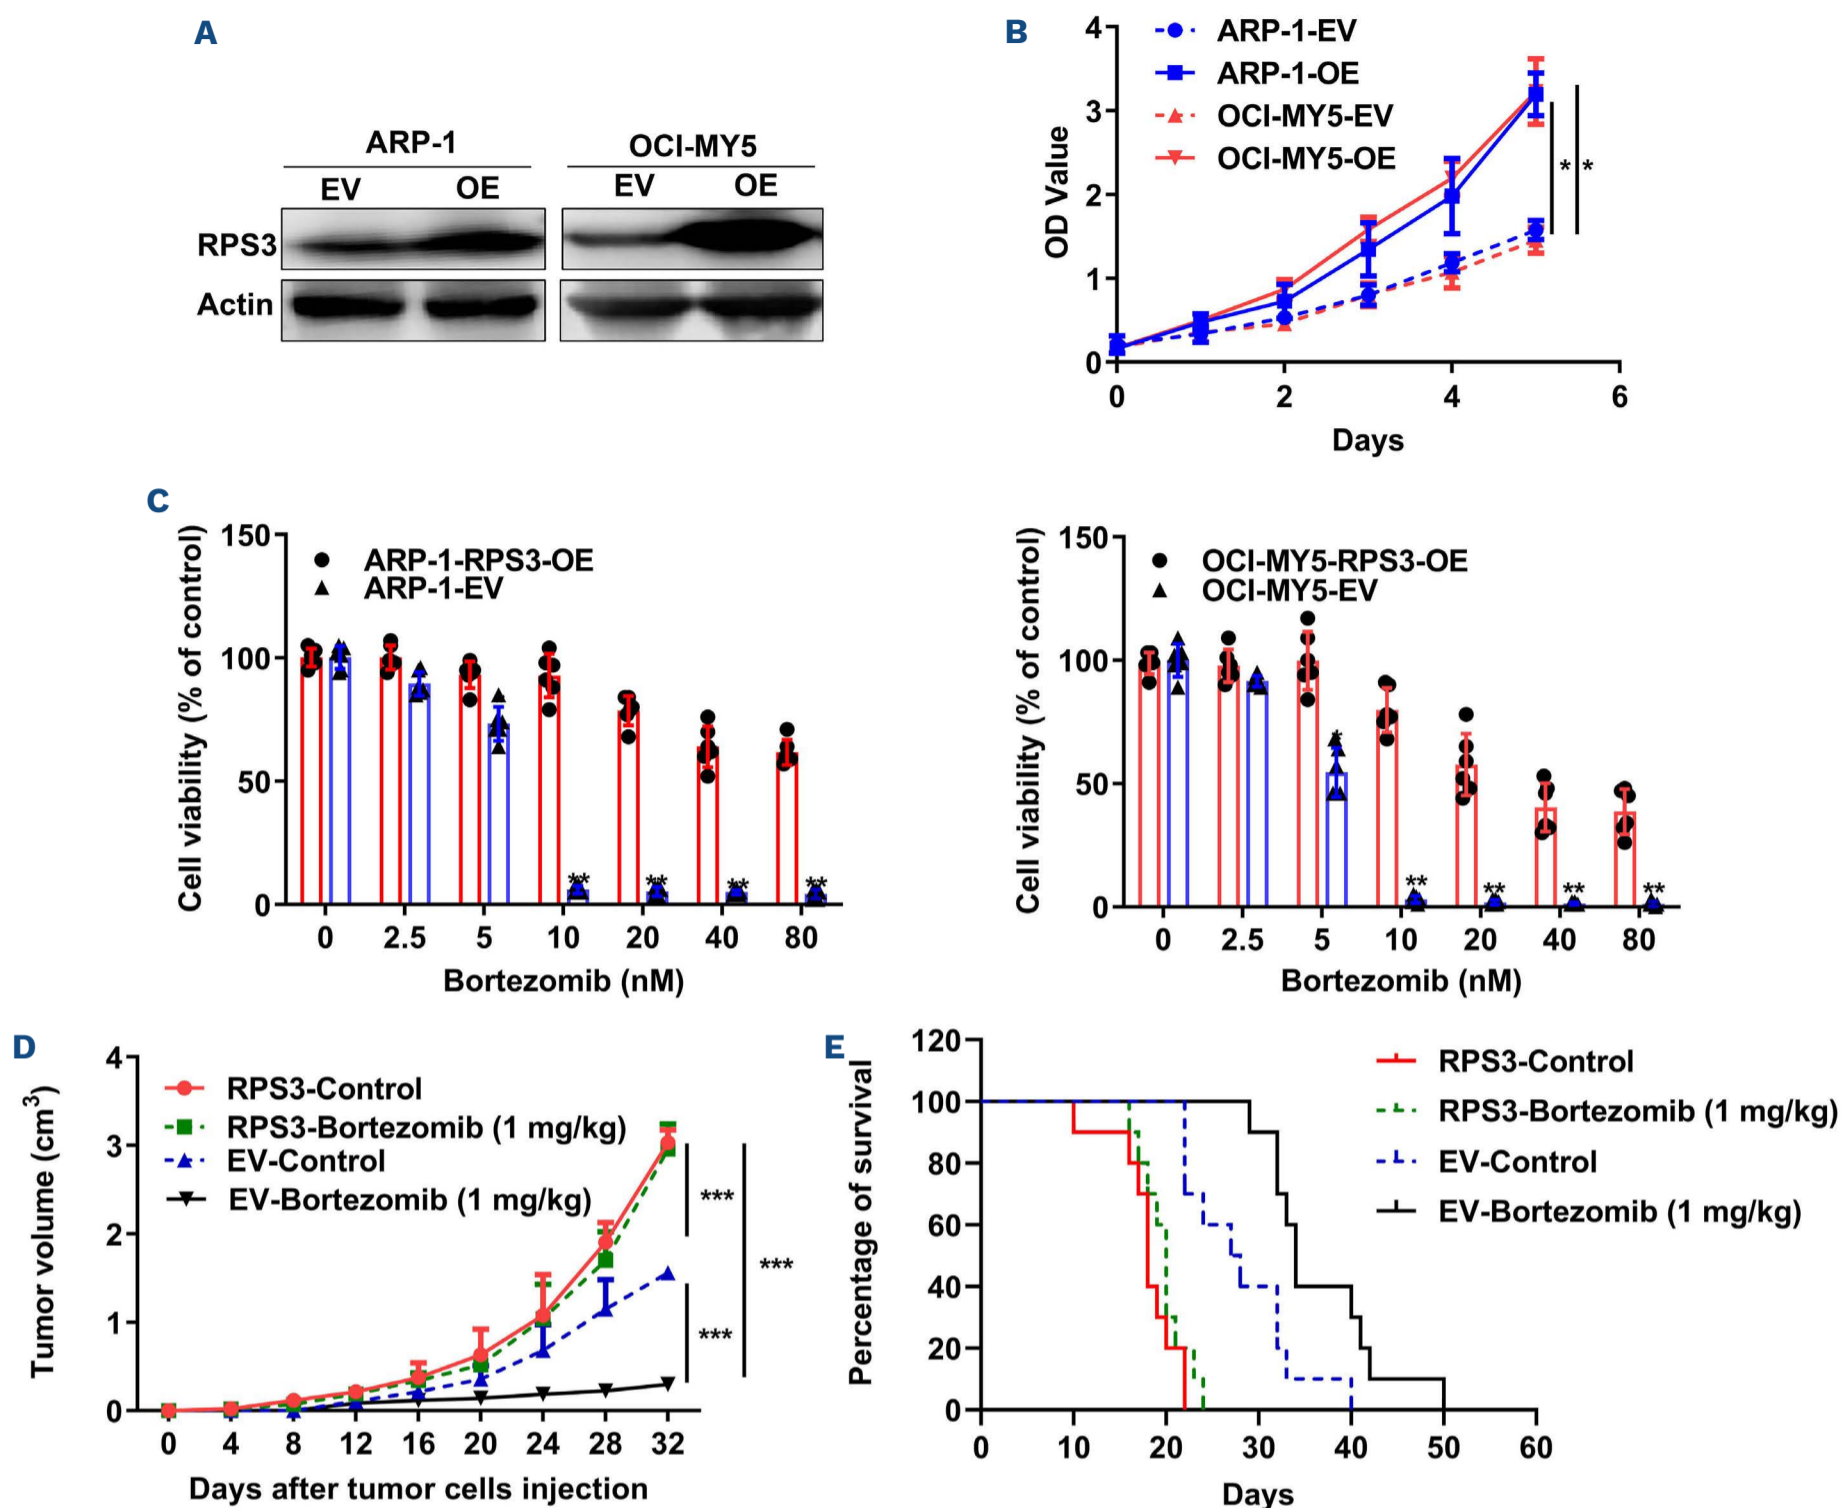 A
ARP-1
OCI-MY5
EV
OE
EV
OE
RPS3
Actin
B
ARP-1-EV
ARP-1-OE
OCI-MY5-EV
OCI-MY5-OE
OD Value
4
3
2
1
0
* *
0 2 4 6
Days
C
Cell viability (% of control)
150
100
50
0
ARP-1-RPS3-OE
ARP-1-EV
** ** ** **
0 2.5 5 10 20 40 80
Bortezomib (nM)
Cell viability (% of control)
150
100
50
0
OCI-MY5-RPS3-OE
OCI-MY5-EV
* ** ** ** **
0 2.5 5 10 20 40 80
Bortezomib (nM)
D
Tumor volume (cm³)
4
3
2
1
0
RPS3-Control
RPS3-Bortezomib (1 mg/kg)
EV-Control
EV-Bortezomib (1 mg/kg)
***
***
***
0 4 8 12 16 20 24 28 32
Days after tumor cells injection
E
Percentage of survival
120
100
80
60
40
20
0
RPS3-Control
RPS3-Bortezomib (1 mg/kg)
EV-Control
EV-Bortezomib (1 mg/kg)
0 10 20 30 40 50 60
Days